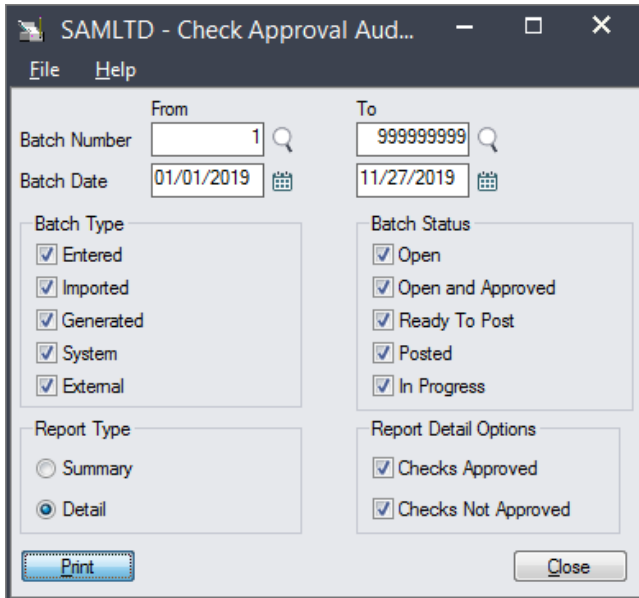 SAMLTD - Check Approval Aud...
File Help
From To
Batch Number 1 999999999
Batch Date 01/01/2019 11/27/2019
Batch Type Batch Status
Entered Open
Imported Open and Approved
Generated Ready To Post
System Posted
External In Progress
Report Type Report Detail Options
Summary Checks Approved
Detail Checks Not Approved
Print Close